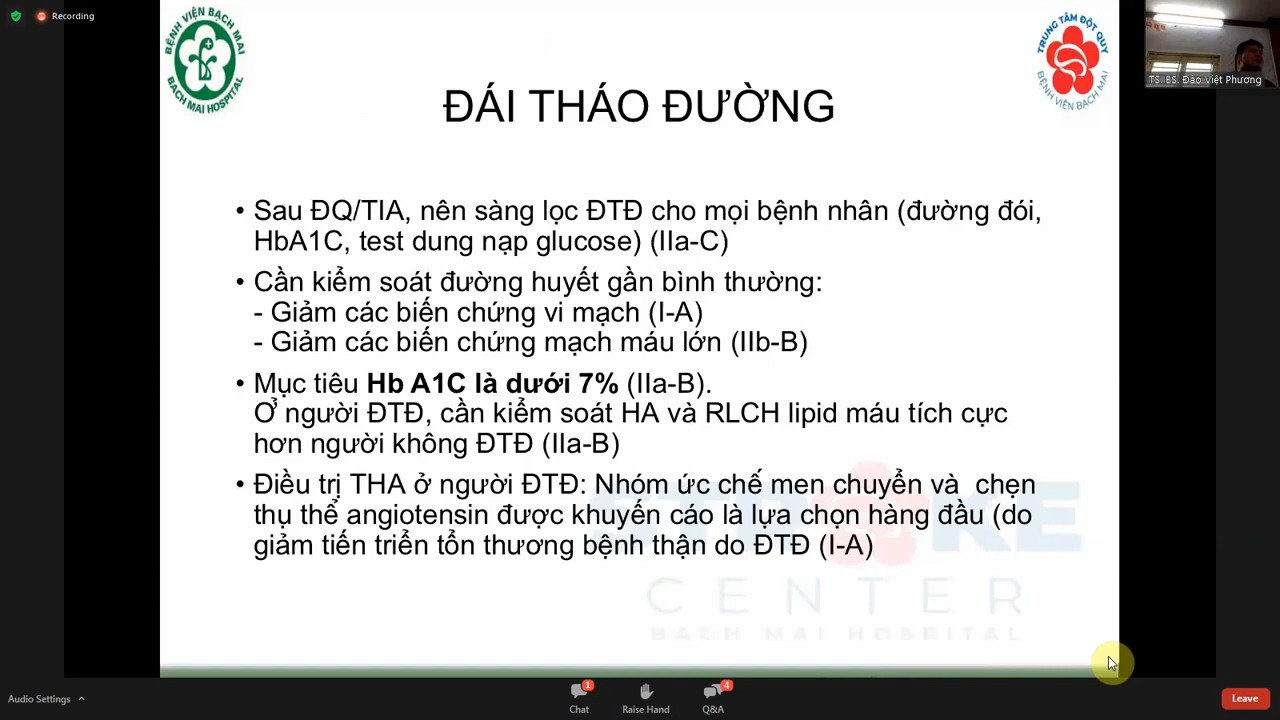 Recording
BỆNH VIỆN BẠCH MAI
BACH MAI HOSPITAL
TRUNG TÂM ĐỘT QUỴ
BỆNH VIỆN BẠCH MAI
TS. BS. Đào Việt Phương
ĐÁI THÁO ĐƯỜNG
• Sau ĐQ/TIA, nên sàng lọc ĐTĐ cho mọi bệnh nhân (đường đói,
HbA1C, test dung nạp glucose) (IIa-C)
• Cần kiểm soát đường huyết gần bình thường:
- Giảm các biến chứng vi mạch (I-A)
- Giảm các biến chứng mạch máu lớn (IIb-B)
• Mục tiêu Hb A1C là dưới 7% (IIa-B).
Ở người ĐTĐ, cần kiểm soát HA và RLCH lipid máu tích cực
hơn người không ĐTĐ (IIa-B)
• Điều trị THA ở người ĐTĐ: Nhóm ức chế men chuyển và chẹn
thụ thể angiotensin được khuyến cáo là lựa chọn hàng đầu (do
giảm tiến triển tổn thương bệnh thận do ĐTĐ (I-A)
STROKE
CENTER
BACH MAI HOSPITAL
Audio Settings
1
Chat
Raise Hand
4
Q&A
Leave